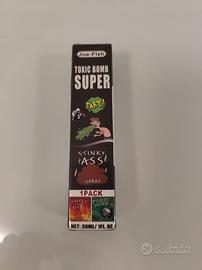 Jue-Fish
TOXIC BOMB
SUPER
FART
STINKY
ASS
SPRAY
1PACK
NET: 30ML/1FL OZ
subito